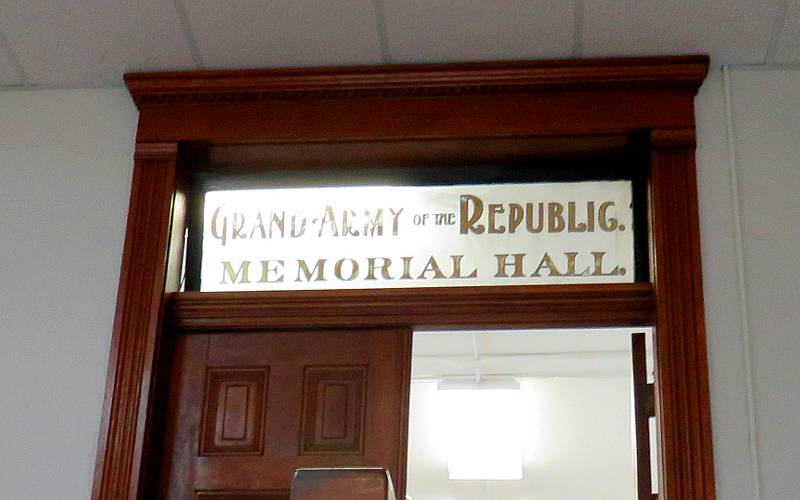 GRAND ARMY OF THE REPUBLIC.
MEMORIAL HALL.